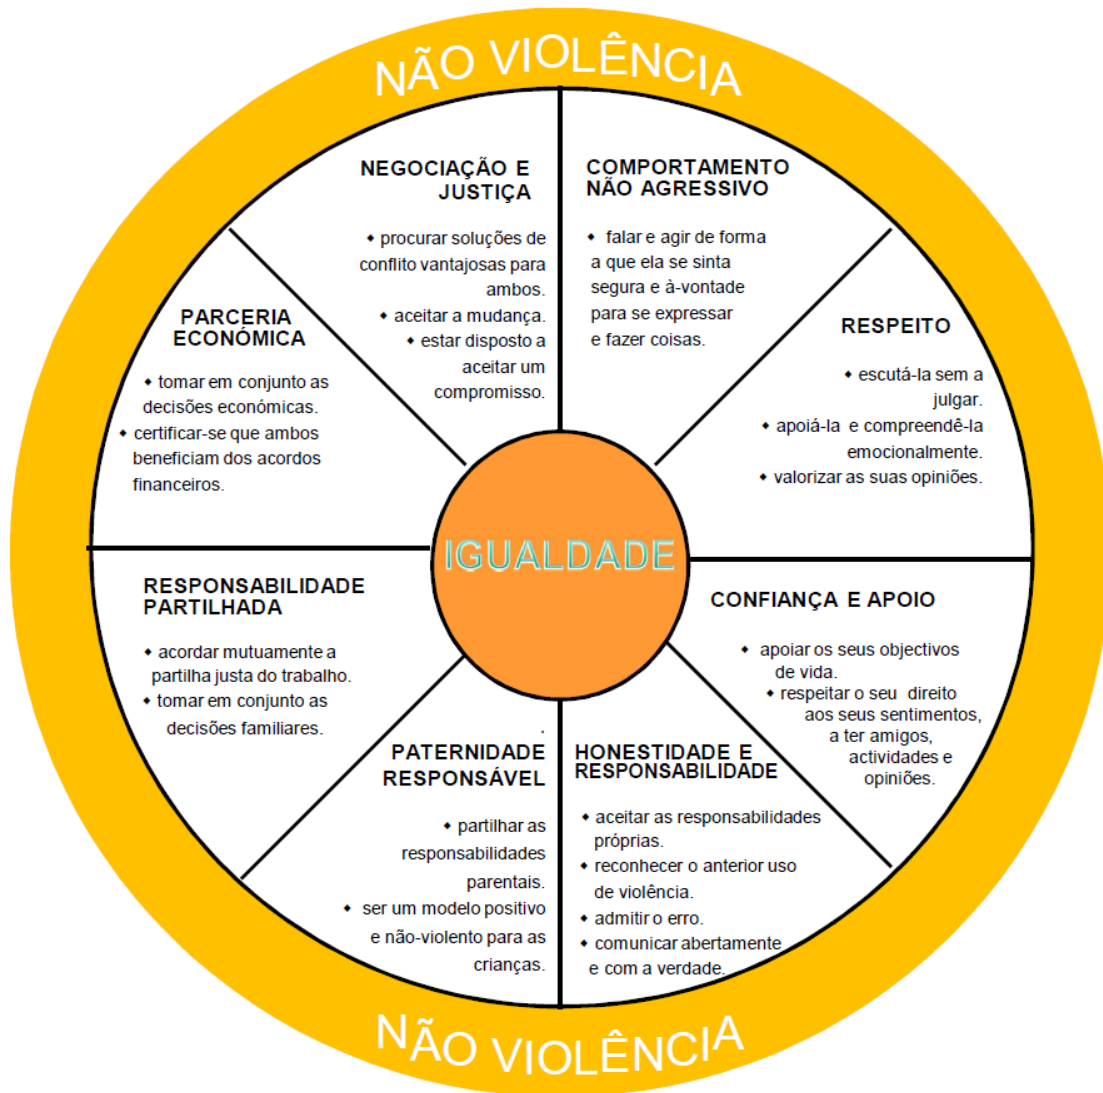 NÃO VIOLÊNCIA
NEGOCIAÇÃO E
JUSTIÇA
⬥ procurar soluções de
conflito vantajosas para
ambos.
⬥ aceitar a mudança.
⬥ estar disposto a
aceitar um
compromisso.
COMPORTAMENTO
NÃO AGRESSIVO
⬥ falar e agir de forma
a que ela se sinta
segura e à-vontade
para se expressar
e fazer coisas.
PARCERIA
ECONÓMICA
⬥ tomar em conjunto as
decisões económicas.
⬥ certificar-se que ambos
beneficiam dos acordos
financeiros.
RESPEITO
⬥ escutá-la sem a
julgar.
⬥ apoiá-la e compreendê-la
emocionalmente.
⬥ valorizar as suas opiniões.
IGUALDADE
RESPONSABILIDADE
PARTILHADA
⬥ acordar mutuamente a
partilha justa do trabalho.
⬥ tomar em conjunto as
decisões familiares.
CONFIANÇA E APOIO
⬥ apoiar os seus objectivos
de vida.
⬥ respeitar o seu direito
aos seus sentimentos,
a ter amigos,
actividades e
opiniões.
.
PATERNIDADE
RESPONSÁVEL
⬥ partilhar as
responsabilidades
parentais.
⬥ ser um modelo positivo
e não-violento para as
crianças.
HONESTIDADE E
RESPONSABILIDADE
⬥ aceitar as responsabilidades
próprias.
⬥ reconhecer o anterior uso
de violência.
⬥ admitir o erro.
⬥ comunicar abertamente
e com a verdade.
NÃO VIOLÊNCIA